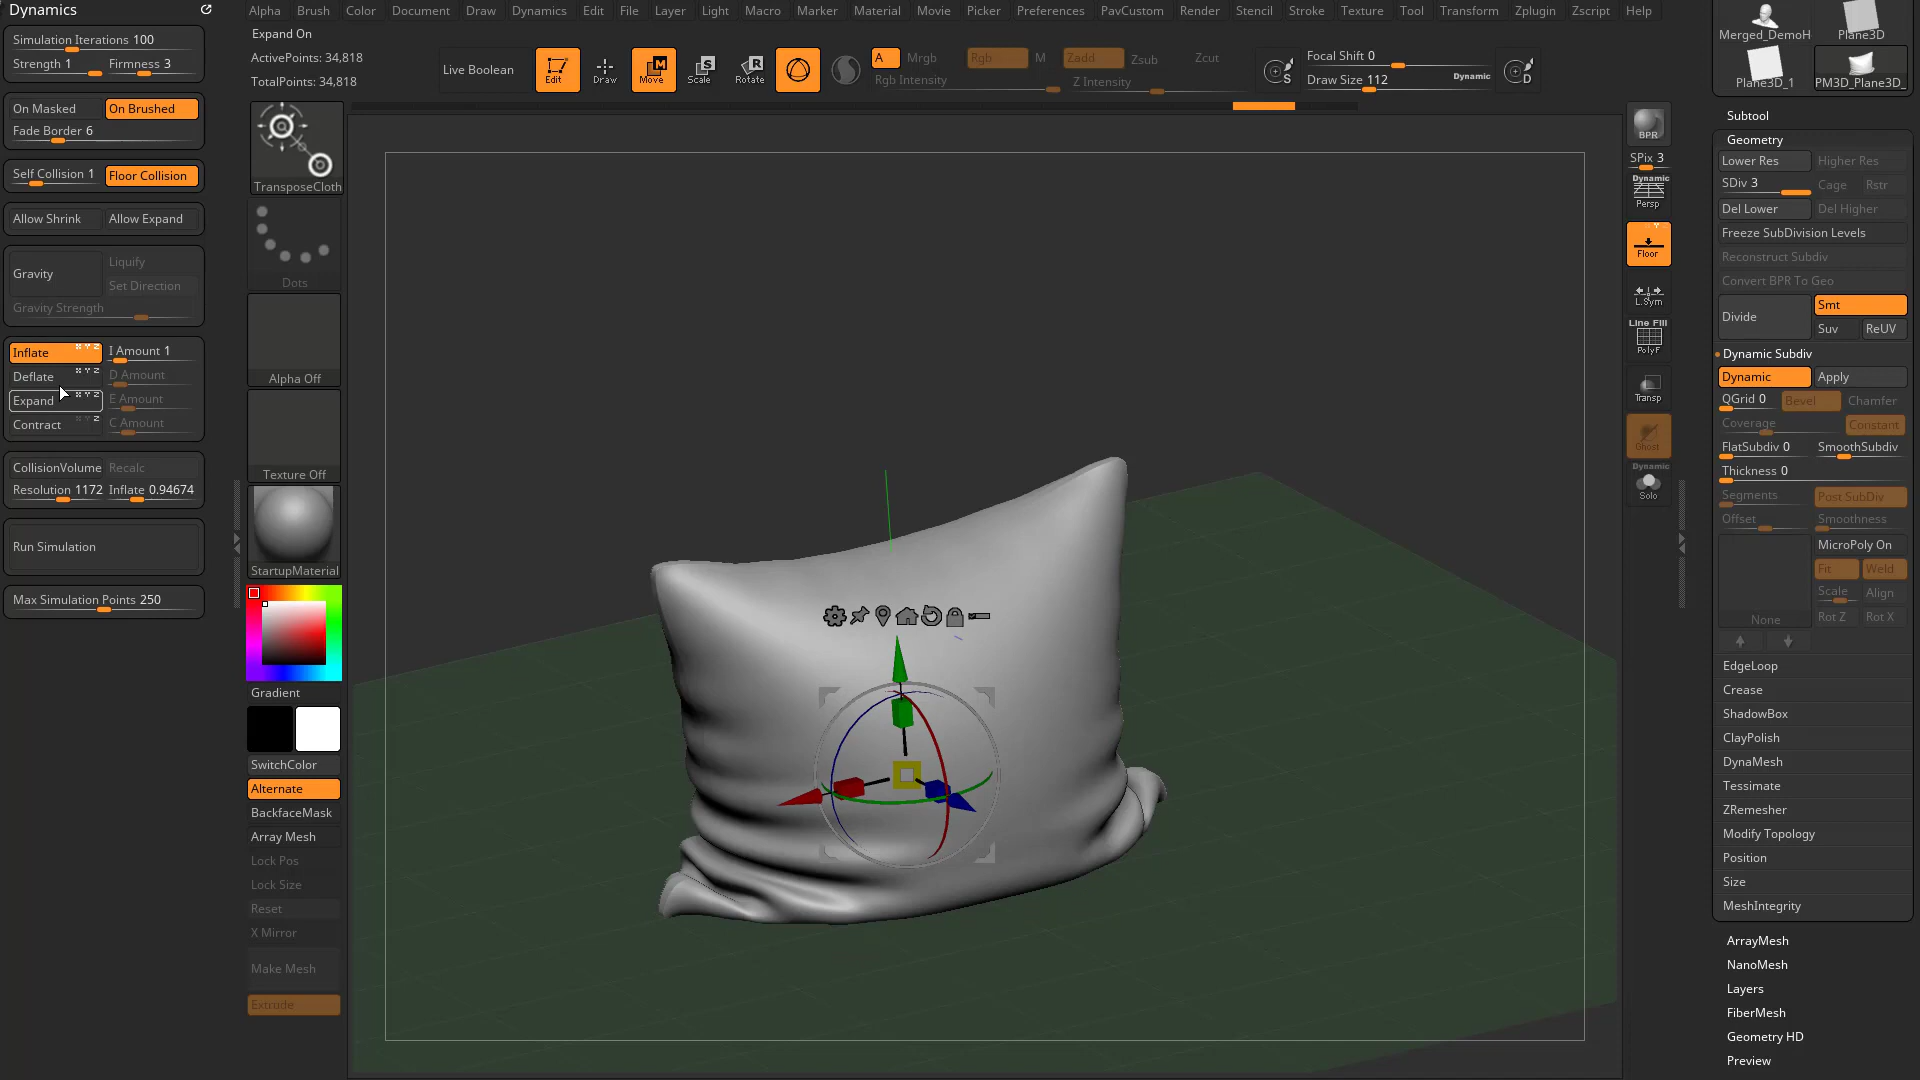 Dynamics
Simulation Iterations 100
Strength 1 Firmness 3
On Masked On Brushed
Fade Border 6
Self Collision 1 Floor Collision
Allow Shrink Allow Expand
Gravity Liquify
Set Direction
Gravity Strength
Inflate I Amount 1
Deflate D Amount
Expand E Amount
Contract C Amount
CollisionVolume Recalc
Resolution 1172 Inflate 0.94674
Run Simulation
Max Simulation Points 250
Alpha Brush Color Document Draw Dynamics Edit File Layer Light Macro Marker Material Movie Picker Preferences PavCustom Render Stencil Stroke Texture Tool Transform Zplugin Zscript Help
Expand On
ActivePoints: 34,818
TotalPoints: 34,818
Live Boolean
Edit Draw Move Scale Rotate
A Mrgb Rgb M Zadd Zsub Zcut
Rgb Intensity Z Intensity
Focal Shift 0
Draw Size 112 Dynamic
S
D
TransposeCloth
Dots
Alpha Off
Texture Off
StartupMaterial
Gradient
SwitchColor
Alternate
BackfaceMask
Array Mesh
Lock Pos
Lock Size
Reset
X Mirror
Make Mesh
Extrude
BPR
SPix 3
Dynamic
Persp
Floor
L.Sym
Line Fill
PolyF
Transp
Ghost
Dynamic
Solo
Merged_DemoH Plane3D
Plane3D_1 PM3D_Plane3D_
Subtool
Geometry
Lower Res Higher Res
SDiv 3 Cage Rstr
Del Lower Del Higher
Freeze SubDivision Levels
Reconstruct Subdiv
Convert BPR To Geo
Divide Smt
Suv ReUV
Dynamic Subdiv
Dynamic Apply
QGrid 0 Bevel Chamfer
Coverage Constant
FlatSubdiv 0 SmoothSubdiv
Thickness 0
Segments Post SubDiv
Offset Smoothness
MicroPoly On
Fit Weld
Scale Align
None Rot Z Rot X
EdgeLoop
Crease
ShadowBox
ClayPolish
DynaMesh
Tessimate
ZRemesher
Modify Topology
Position
Size
MeshIntegrity
ArrayMesh
NanoMesh
Layers
FiberMesh
Geometry HD
Preview